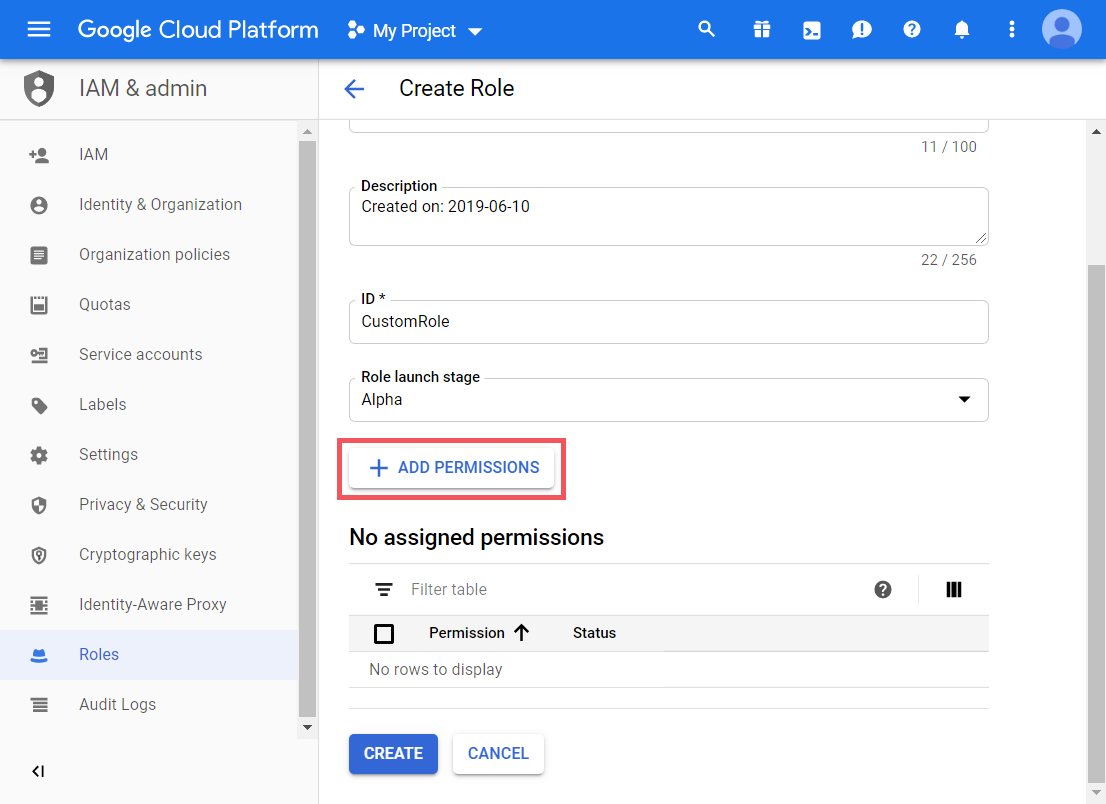 Google Cloud Platform
My Project
IAM & admin
Create Role
IAM
Identity & Organization
Organization policies
Quotas
Service accounts
Labels
Settings
Privacy & Security
Cryptographic keys
Identity-Aware Proxy
Roles
Audit Logs
11 / 100
Description
Created on: 2019-06-10
22 / 256
ID *
CustomRole
Role launch stage
Alpha
ADD PERMISSIONS
No assigned permissions
Filter table
Permission Status
No rows to display
CREATE CANCEL